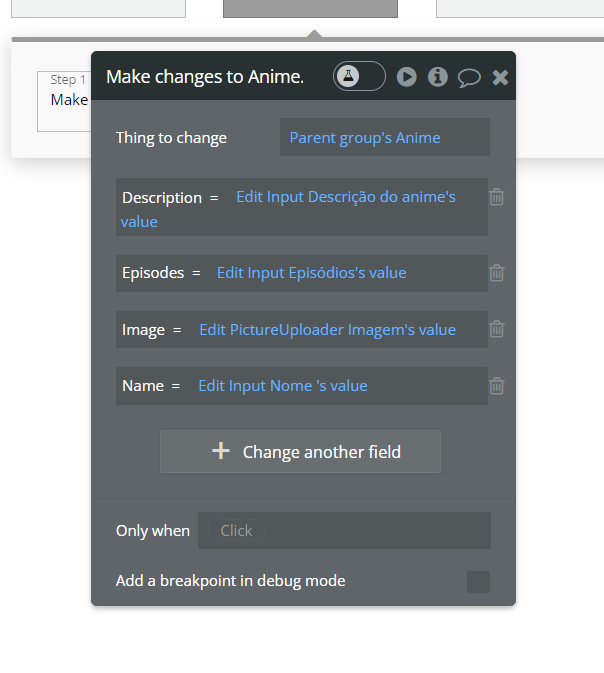 Step 1
Make
Make changes to Anime.
Thing to change Parent group's Anime
Description = Edit Input Descrição do anime's
value
Episodes = Edit Input Episódios's value
Image = Edit PictureUploader Imagem's value
Name = Edit Input Nome 's value
Change another field
Only when Click
Add a breakpoint in debug mode